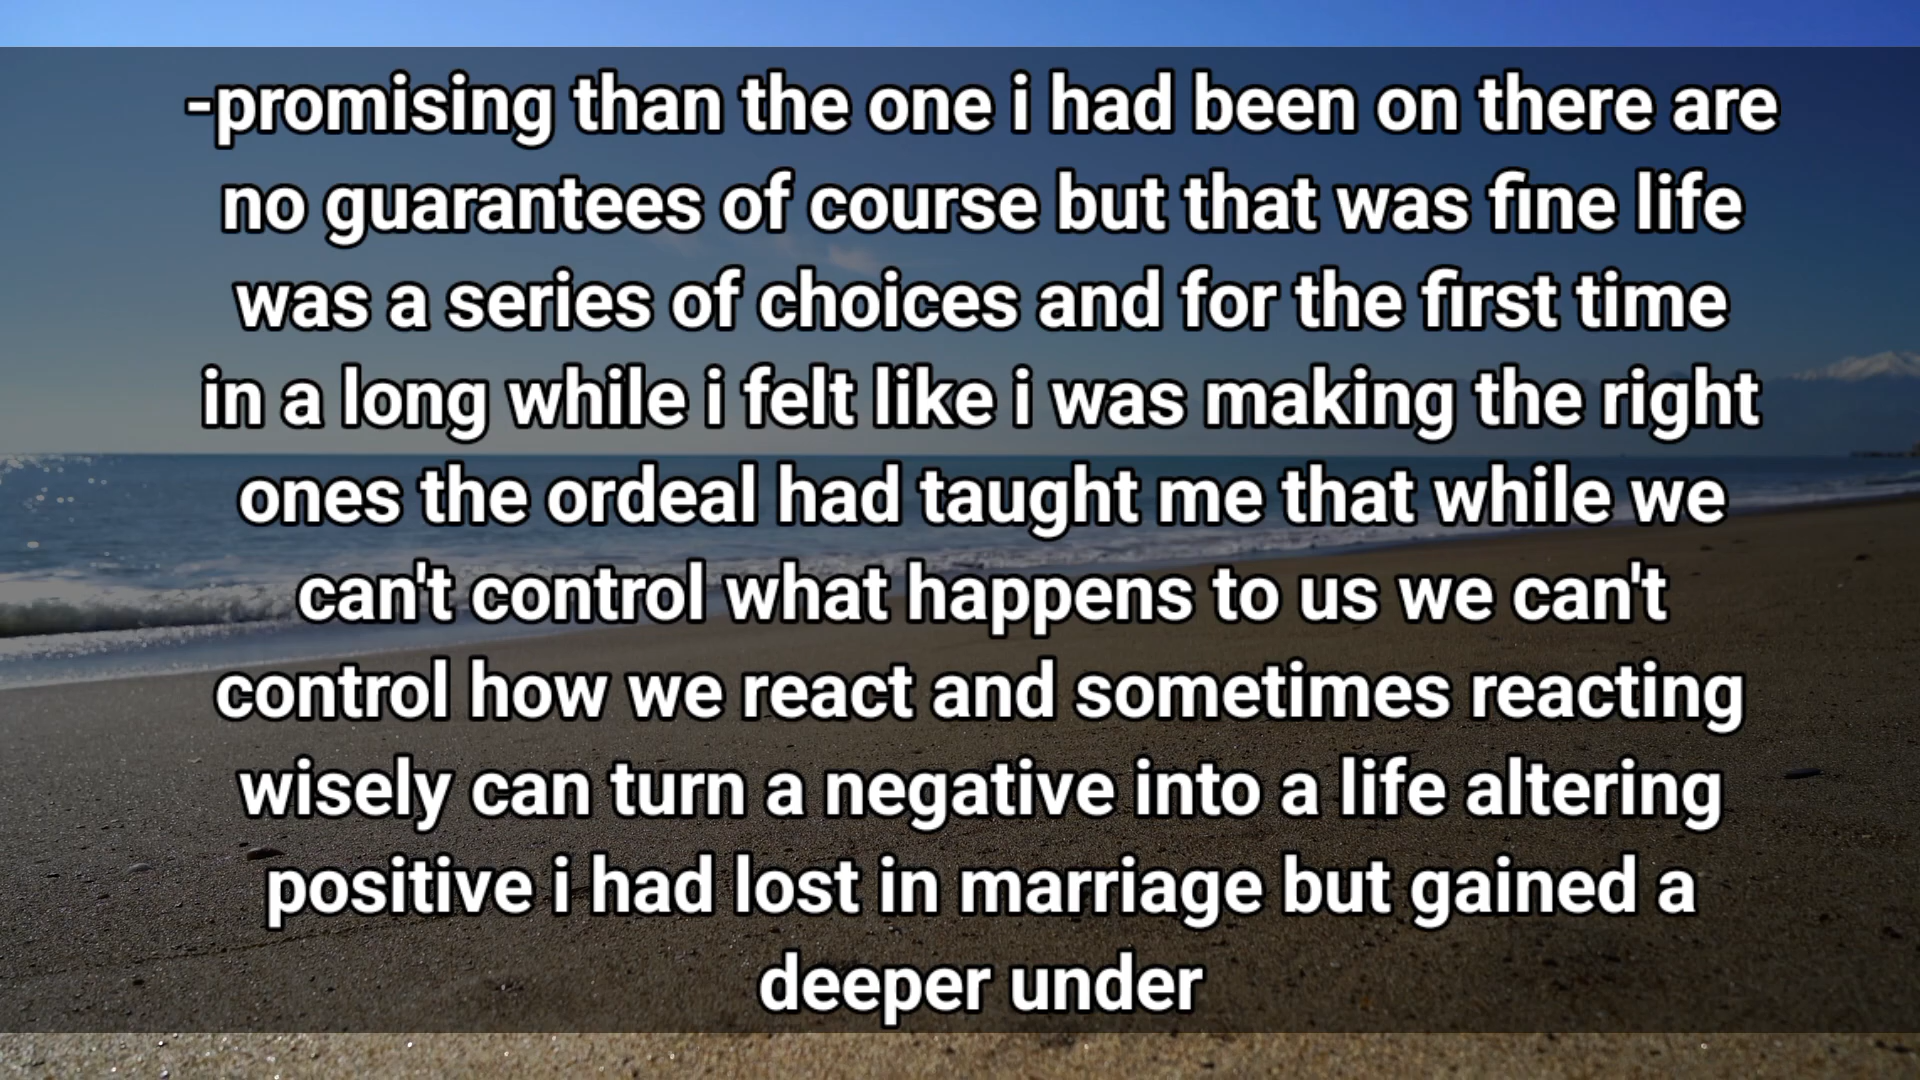 -promising than the one i had been on there are
no guarantees of course but that was fine life
was a series of choices and for the first time
in a long while i felt like i was making the right
ones the ordeal had taught me that while we
can't control what happens to us we can't
control how we react and sometimes reacting
wisely can turn a negative into a life altering
positive i had lost in marriage but gained a
deeper under